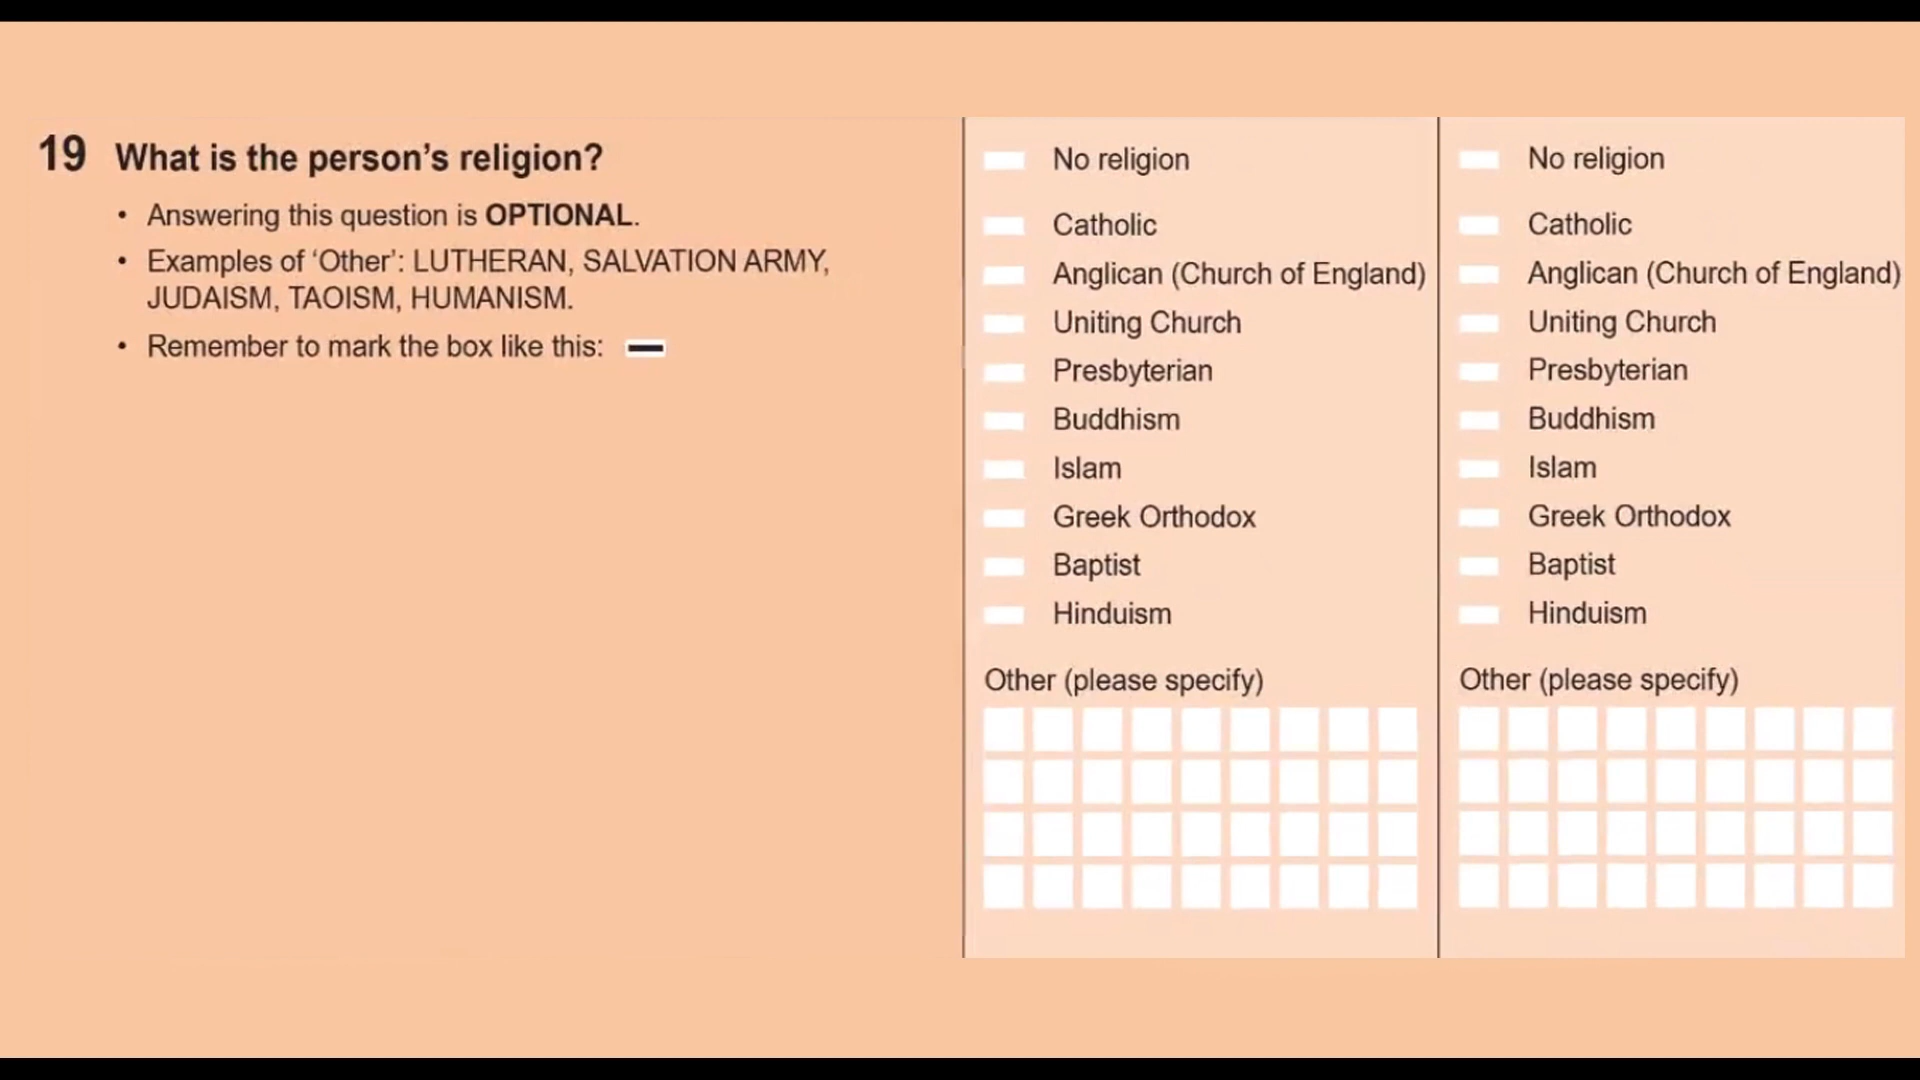 19 What is the person's religion?
• Answering this question is OPTIONAL.
• Examples of ‘Other’: LUTHERAN, SALVATION ARMY,
JUDAISM, TAOISM, HUMANISM.
• Remember to mark the box like this:
No religion
Catholic
Anglican (Church of England)
Uniting Church
Presbyterian
Buddhism
Islam
Greek Orthodox
Baptist
Hinduism
Other (please specify)
No religion
Catholic
Anglican (Church of England)
Uniting Church
Presbyterian
Buddhism
Islam
Greek Orthodox
Baptist
Hinduism
Other (please specify)